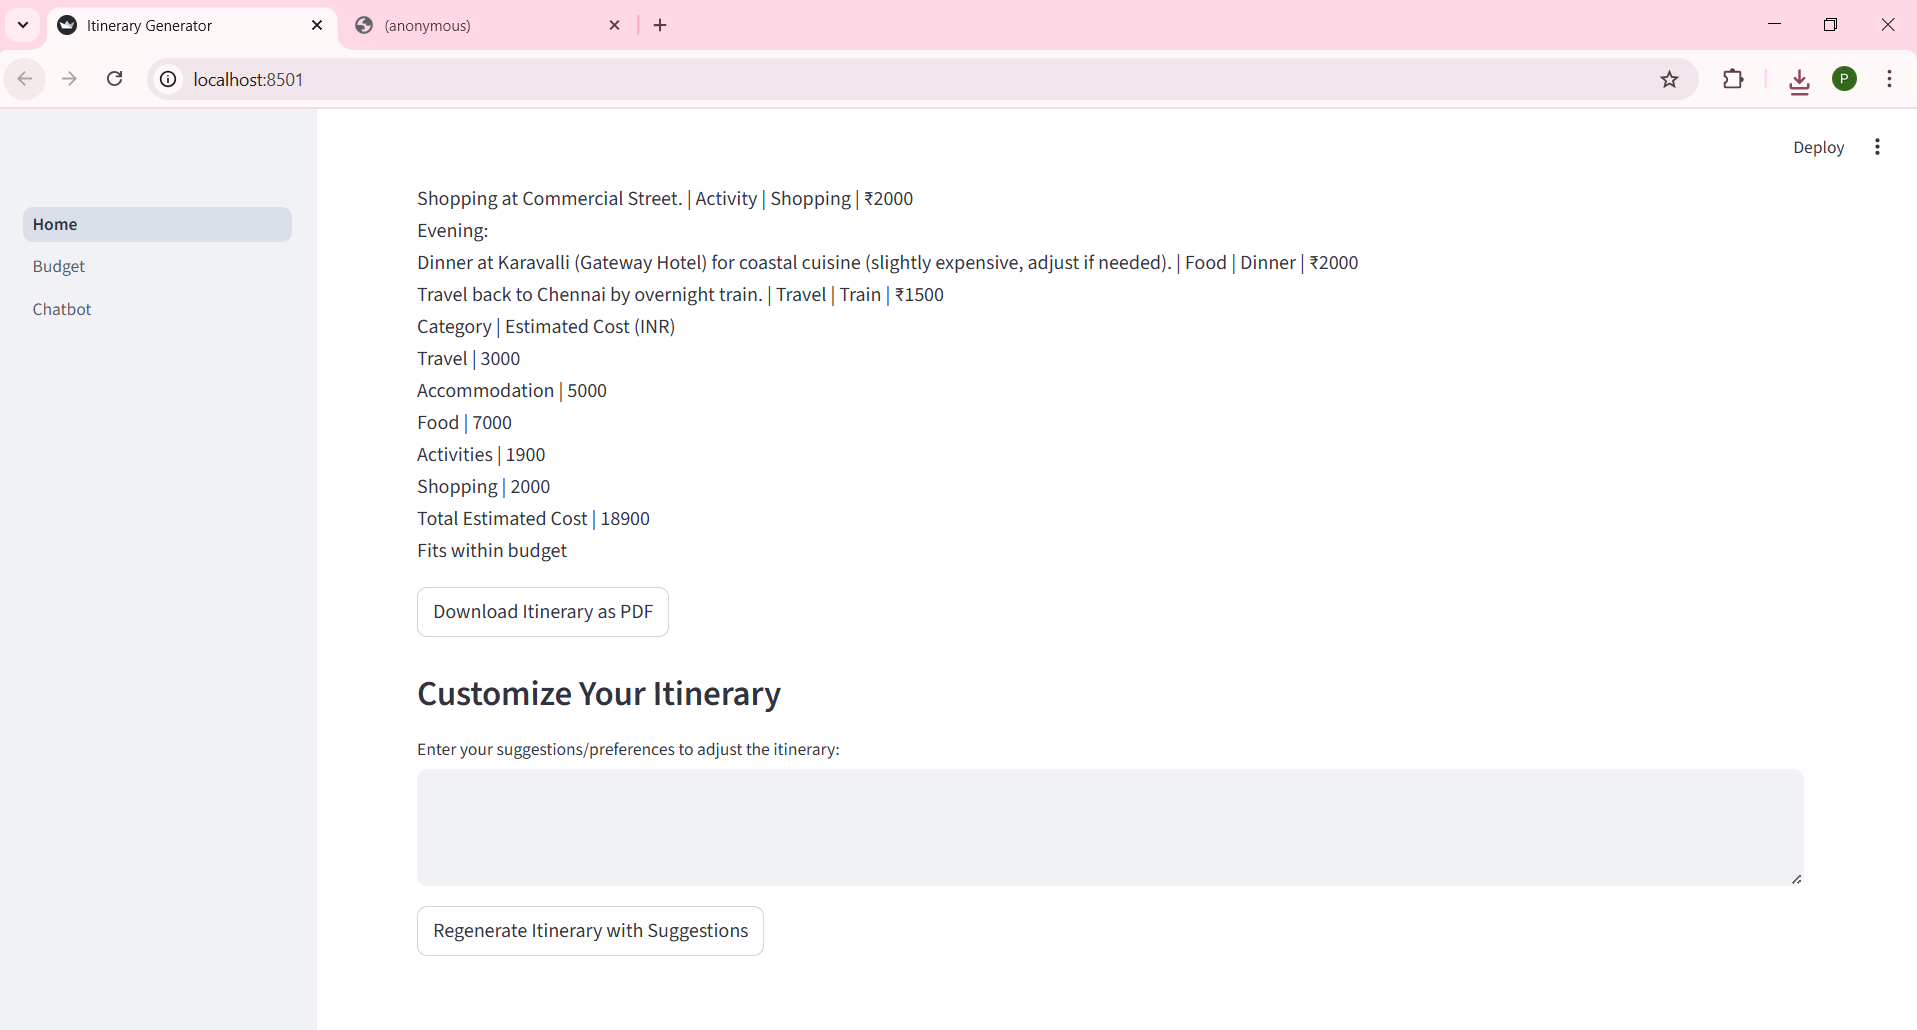 Itinerary Generator
(anonymous)
localhost:8501
P
Deploy
Home
Budget
Chatbot
Shopping at Commercial Street. | Activity | Shopping | ₹2000
Evening:
Dinner at Karavalli (Gateway Hotel) for coastal cuisine (slightly expensive, adjust if needed). | Food | Dinner | ₹2000
Travel back to Chennai by overnight train. | Travel | Train | ₹1500
Category | Estimated Cost (INR)
Travel | 3000
Accommodation | 5000
Food | 7000
Activities | 1900
Shopping | 2000
Total Estimated Cost | 18900
Fits within budget
Download Itinerary as PDF
Customize Your Itinerary
Enter your suggestions/preferences to adjust the itinerary:
Regenerate Itinerary with Suggestions